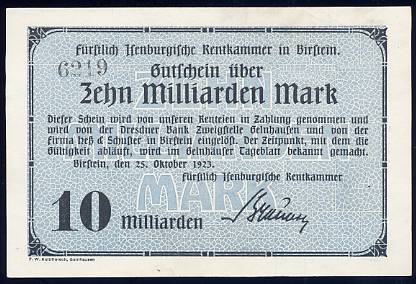 Fürstlich Isenburgische Rentkammer in Birstein.
6219
Gutschein über
Zehn Milliarden Mark
Dieser Schein wird von unseren Renteien in Zahlung genommen und
wird von der Dresdner Bank Zweigstelle Gelnhausen und von der
Firma Heß & Schuster in Birstein eingelöst. Der Zeitpunkt, mit dem die
Gültigkeit abläuft, wird im Gelnhäuser Tageblatt bekannt gemacht.
Birstein, den 25. Oktober 1923.
Fürstlich Isenburgische Rentkammer
10 Milliarden
F. W. Kalbfleisch, Gelnhausen